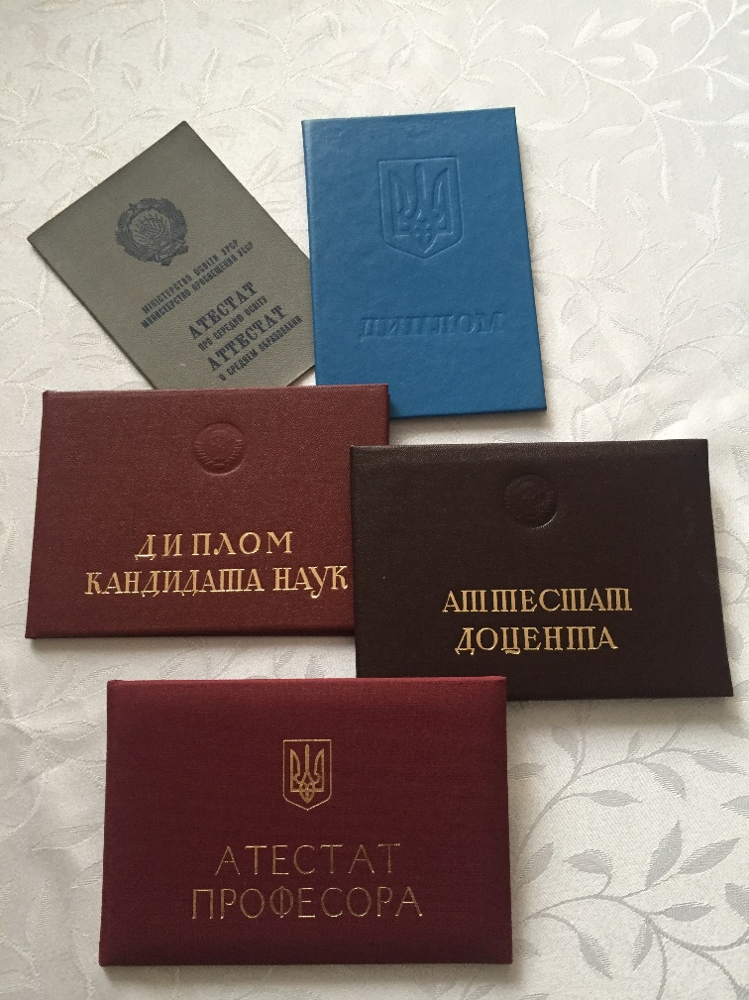 МІНІСТЕРСТВО ОСВІТИ УРСР
МИНИСТЕРСТВО ПРОСВЕЩЕНИЯ УССР
АТЕСТАТ
ПРО СЕРЕДНЮ ОСВІТУ
АТТЕСТАТ
О СРЕДНЕМ ОБРАЗОВАНИИ
ДИПЛОМ
ДИПЛОМ
КАНДИДАТА НАУК
АТТЕСТАТ
ДОЦЕНТА
АТЕСТАТ
ПРОФЕСОРА